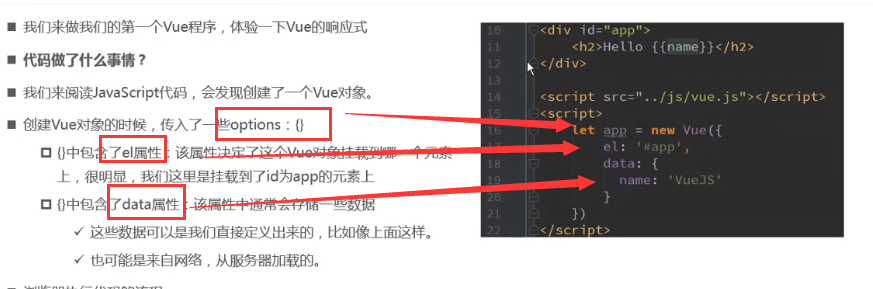 我们来做我们的第一个Vue程序，体验一下Vue的响应式
代码做了什么事情？
我们来阅读JavaScript代码，会发现创建了一个Vue对象。
创建Vue对象的时候，传入了一些options：{}
{}中包含了el属性：该属性决定了这个Vue对象挂载到哪一个元素
上，很明显，我们这里是挂载到了id为app的元素上
{}中包含了data属性：该属性中通常会存储一些数据
这些数据可以是我们直接定义出来的，比如像上面这样。
也可能是来自网络，从服务器加载的。
浏览器执行代码的流程
10 <div id="app">
11 <h2>Hello {{name}}</h2>
12 </div>
14 <script src="../js/vue.js"></script>
15 <script>
16 let app = new Vue({
17 el: '#app',
18 data: {
19 name: 'VueJS'
20 }
21 })
22 </script>